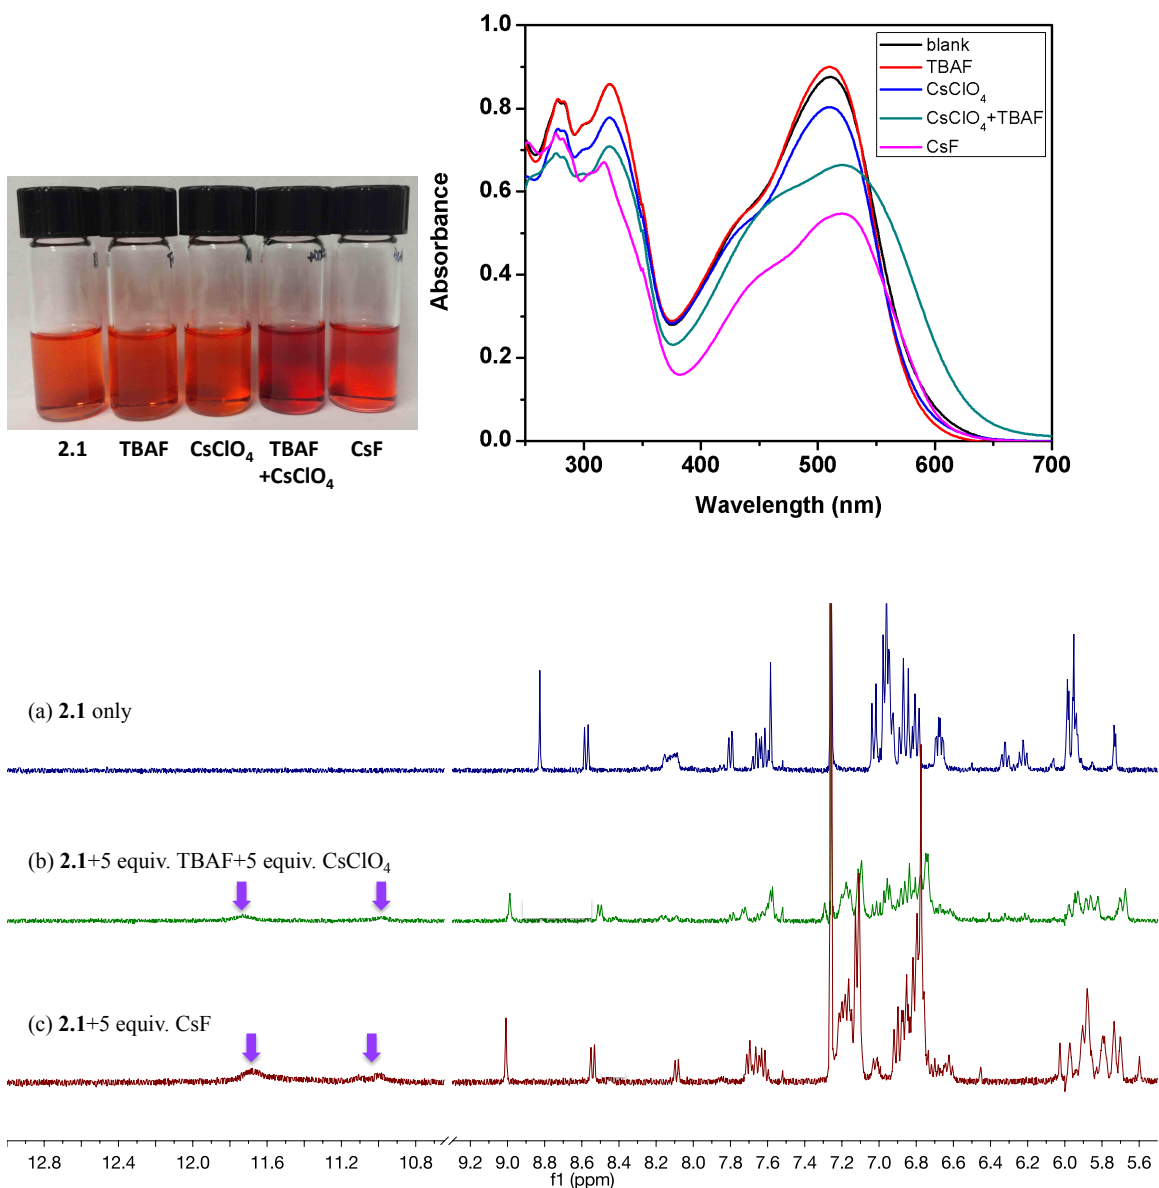 1.0
0.8
0.6
0.4
0.2
0.0
Absorbance
blank
TBAF
CsClO₄
CsClO₄+TBAF
CsF
300 400 500 600 700
Wavelength (nm)
2.1 TBAF CsClO₄ TBAF CsF
+CsClO₄
(a) 2.1 only
(b) 2.1+5 equiv. TBAF+5 equiv. CsClO₄
(c) 2.1+5 equiv. CsF
12.8 12.4 12.0 11.6 11.2 10.8 9.2 9.0 8.8 8.6 8.4 8.2 8.0 7.8 7.6 7.4 7.2 7.0 6.8 6.6 6.4 6.2 6.0 5.8 5.6
f1 (ppm)